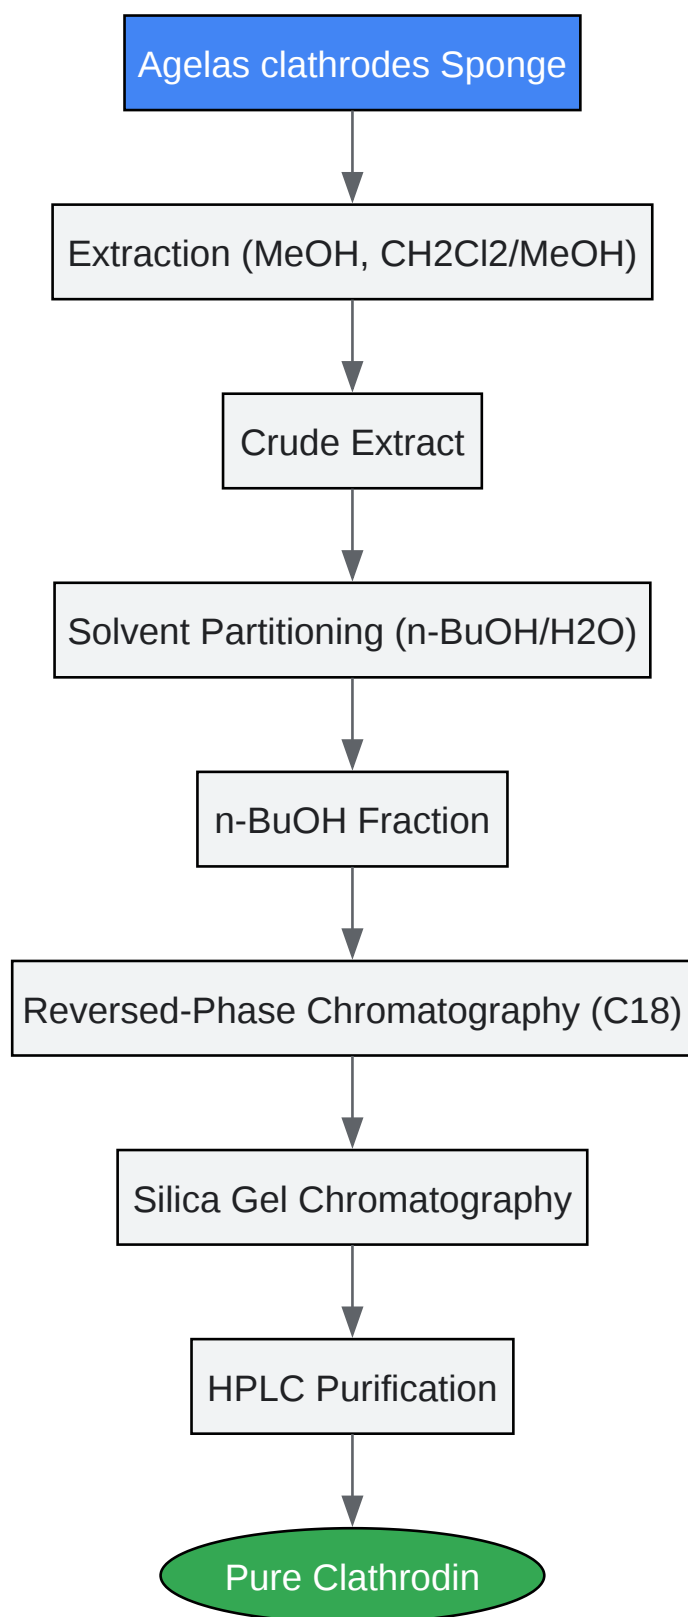 Agelas clathrodes Sponge
Extraction (MeOH, CH2Cl2/MeOH)
Crude Extract
Solvent Partitioning (n-BuOH/H2O)
n-BuOH Fraction
Reversed-Phase Chromatography (C18)
Silica Gel Chromatography
HPLC Purification
Pure Clathrodin